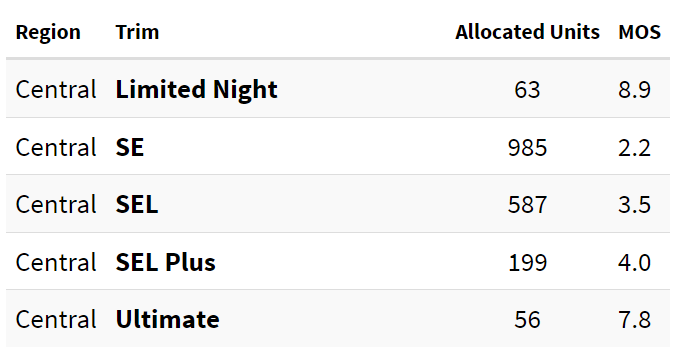 Region Trim Allocated Units MOS
Central Limited Night 63 8.9
Central SE 985 2.2
Central SEL 587 3.5
Central SEL Plus 199 4.0
Central Ultimate 56 7.8